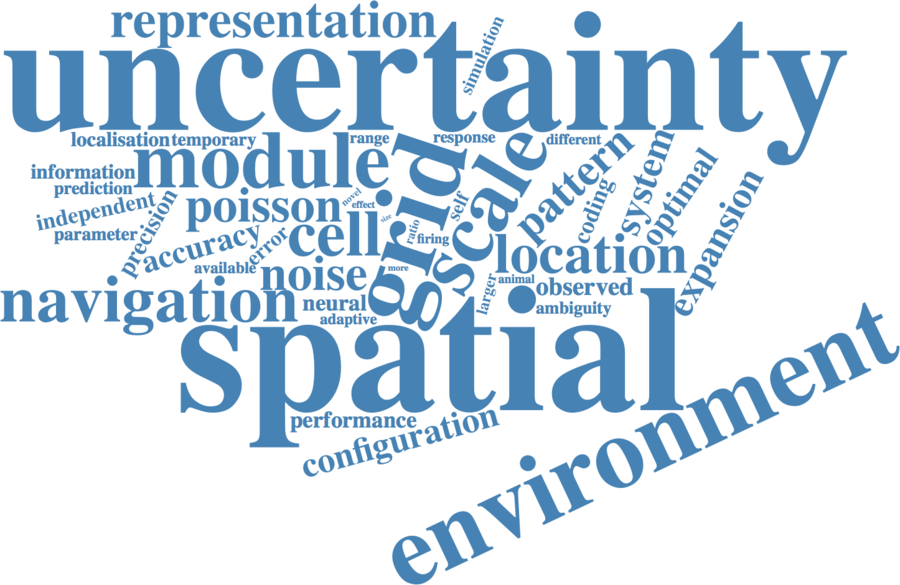 representation
simulation
uncertainty
localisation
temporary
range
response
different
information
module
grid
scale
pattern
system
optimal
prediction
independent
precision
poisson
novel
effect
size
self
coding
expansion
parameter
accuracy
error
cell
ratio
firing
location
available
noise
more
larger
animal
observed
navigation
neural
adaptive
ambiguity
spatial
performance
configuration
environment